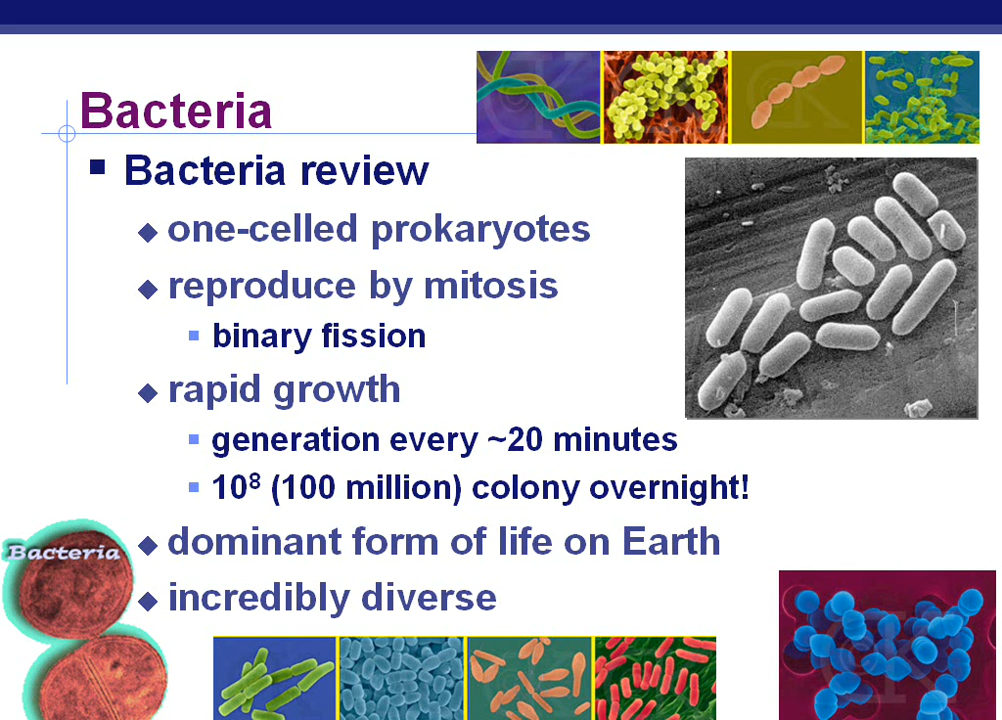 Bacteria
Bacteria review
one-celled prokaryotes
reproduce by mitosis
binary fission
rapid growth
generation every ~20 minutes
10⁸ (100 million) colony overnight!
dominant form of life on Earth
incredibly diverse
Bacteria